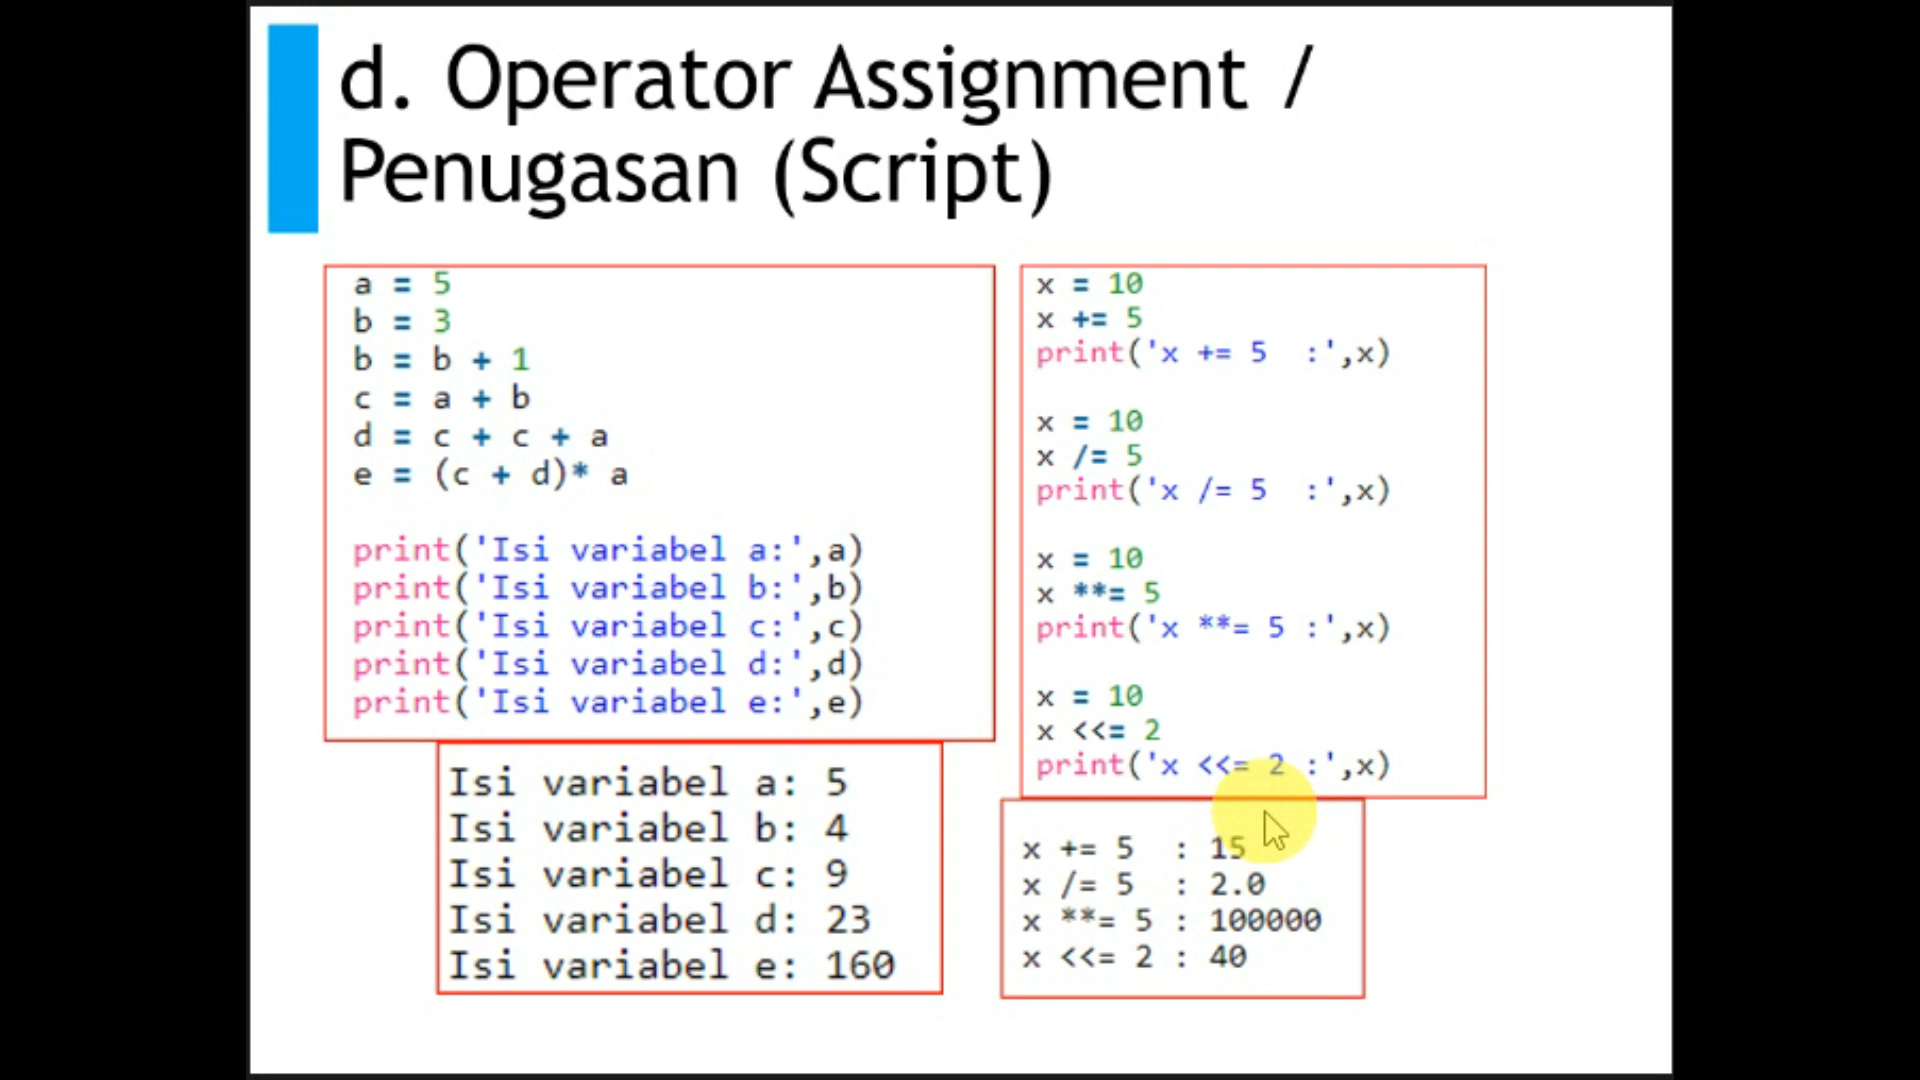 d. Operator Assignment /
Penugasan (Script)
a = 5
b = 3
b = b + 1
c = a + b
d = c + c + a
e = (c + d)* a
print('Isi variabel a:',a)
print('Isi variabel b:',b)
print('Isi variabel c:',c)
print('Isi variabel d:',d)
print('Isi variabel e:',e)
Isi variabel a: 5
Isi variabel b: 4
Isi variabel c: 9
Isi variabel d: 23
Isi variabel e: 160
x = 10
x += 5
print('x += 5  :',x)
x = 10
x /= 5
print('x /= 5  :',x)
x = 10
x **= 5
print('x **= 5 :',x)
x = 10
x <<= 2
print('x <<= 2 :',x)
x += 5  : 15
x /= 5  : 2.0
x **= 5 : 100000
x <<= 2 : 40